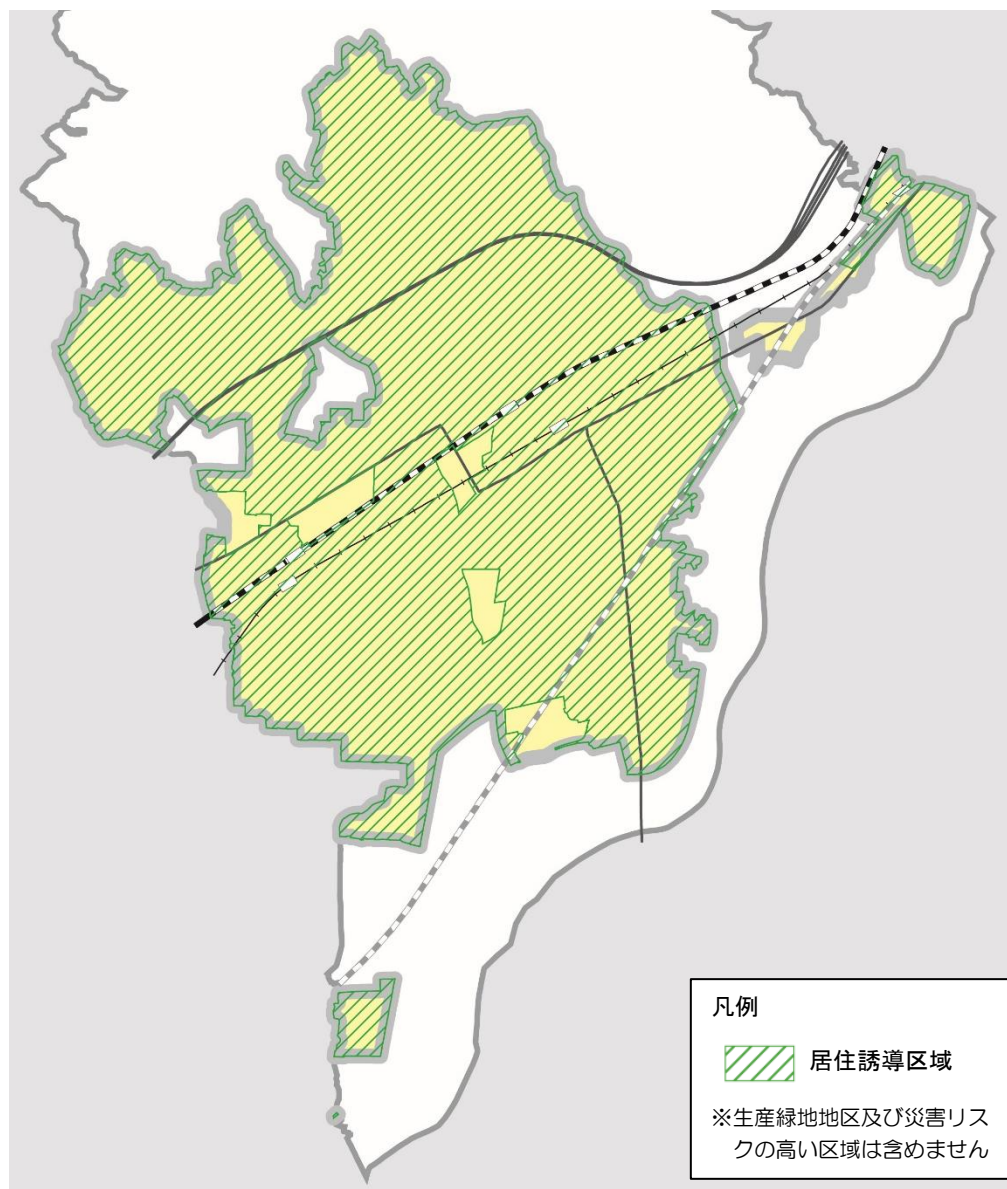 凡例
居住誘導区域
※生産緑地地区及び災害リス
クの高い区域は含めません